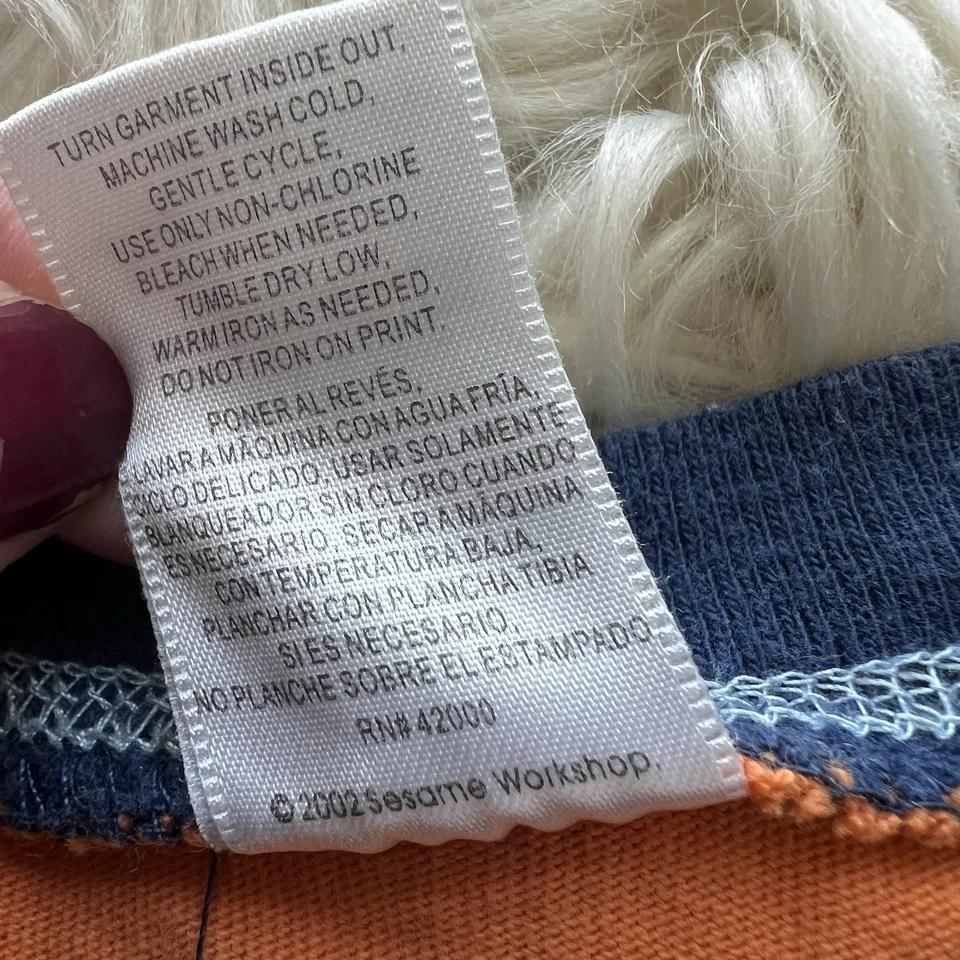 TURN GARMENT INSIDE OUT,
MACHINE WASH COLD,
GENTLE CYCLE,
USE ONLY NON-CHLORINE
BLEACH WHEN NEEDED,
TUMBLE DRY LOW,
WARM IRON AS NEEDED,
DO NOT IRON ON PRINT.
PONER AL REVÉS,
LAVAR A MÁQUINA CON AGUA FRÍA,
CICLO DELICADO. USAR SOLAMENTE
BLANQUEADOR SIN CLORO CUANDO
ES NECESARIO. SECAR A MÁQUINA
CON TEMPERATURA BAJA,
PLANCHAR CON PLANCHA TIBIA
SI ES NECESARIO,
NO PLANCHE SOBRE EL ESTAMPADO
RN# 42000
© 2002 Sesame Workshop.